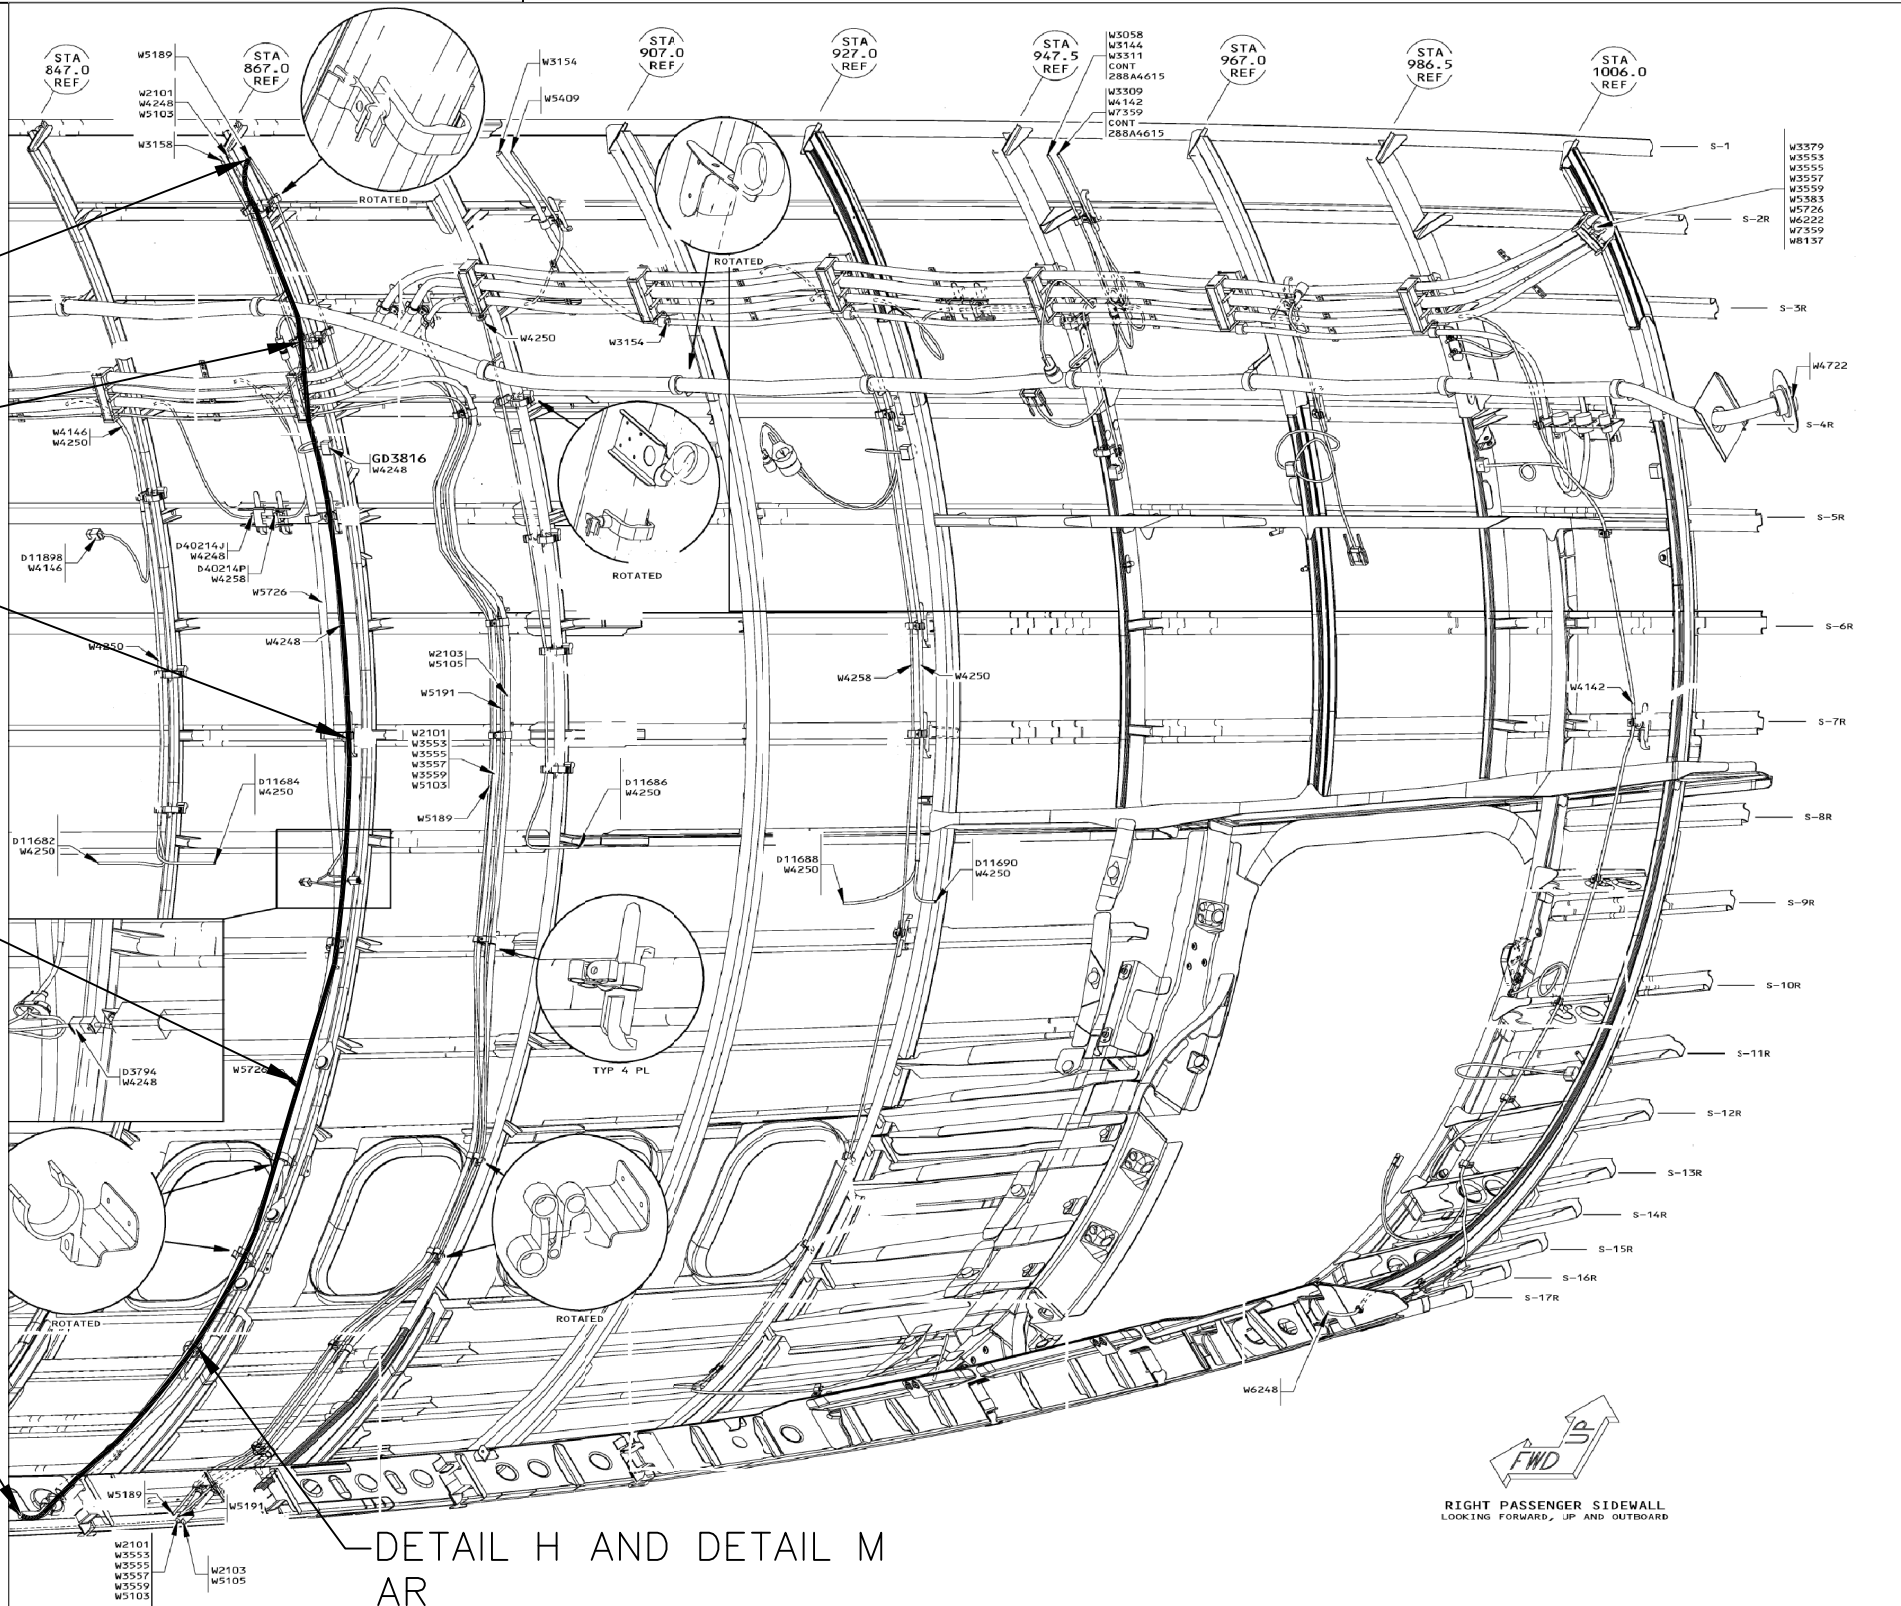 STA
847.0
REF
W5189
STA
867.0
REF
W2101
W4248
W5103
W3158
ROTATED
W3154
W5409
STA
907.0
REF
ROTATED
STA
927.0
REF
STA
947.5
REF
W3058
W3144
W3311
CONT
288A4615
W3309
W4142
W7359
CONT
288A4615
STA
967.0
REF
STA
986.5
REF
STA
1006.0
REF
S-1
W3379
W3553
W3555
W3557
W3559
W5383
W5726
W6222
W7359
W8137
S-2R
S-3R
W4250
W3154
W4722
S-4R
W4146
W4250
GD3816
W4248
S-5R
D11898
W4146
D40214J
W4248
D40214P
W4258
ROTATED
W5726
W4248
S-6R
W4250
W2103
W5105
W5191
W4258
W4250
W4142
S-7R
W2101
W3553
W3555
W3557
W3559
W5103
W5189
D11684
W4250
D11686
W4250
S-8R
D11682
W4250
D11688
W4250
D11690
W4250
S-9R
S-10R
D3794
W4248
W5726
TYP 4 PL
S-11R
S-12R
S-13R
S-14R
S-15R
S-16R
S-17R
ROTATED
ROTATED
W6248
UP
FWD
RIGHT PASSENGER SIDEWALL
LOOKING FORWARD, UP AND OUTBOARD
W5189
W5191
W2101
W3553
W3555
W3557
W3559
W5103
W2103
W5105
DETAIL H AND DETAIL M
AR